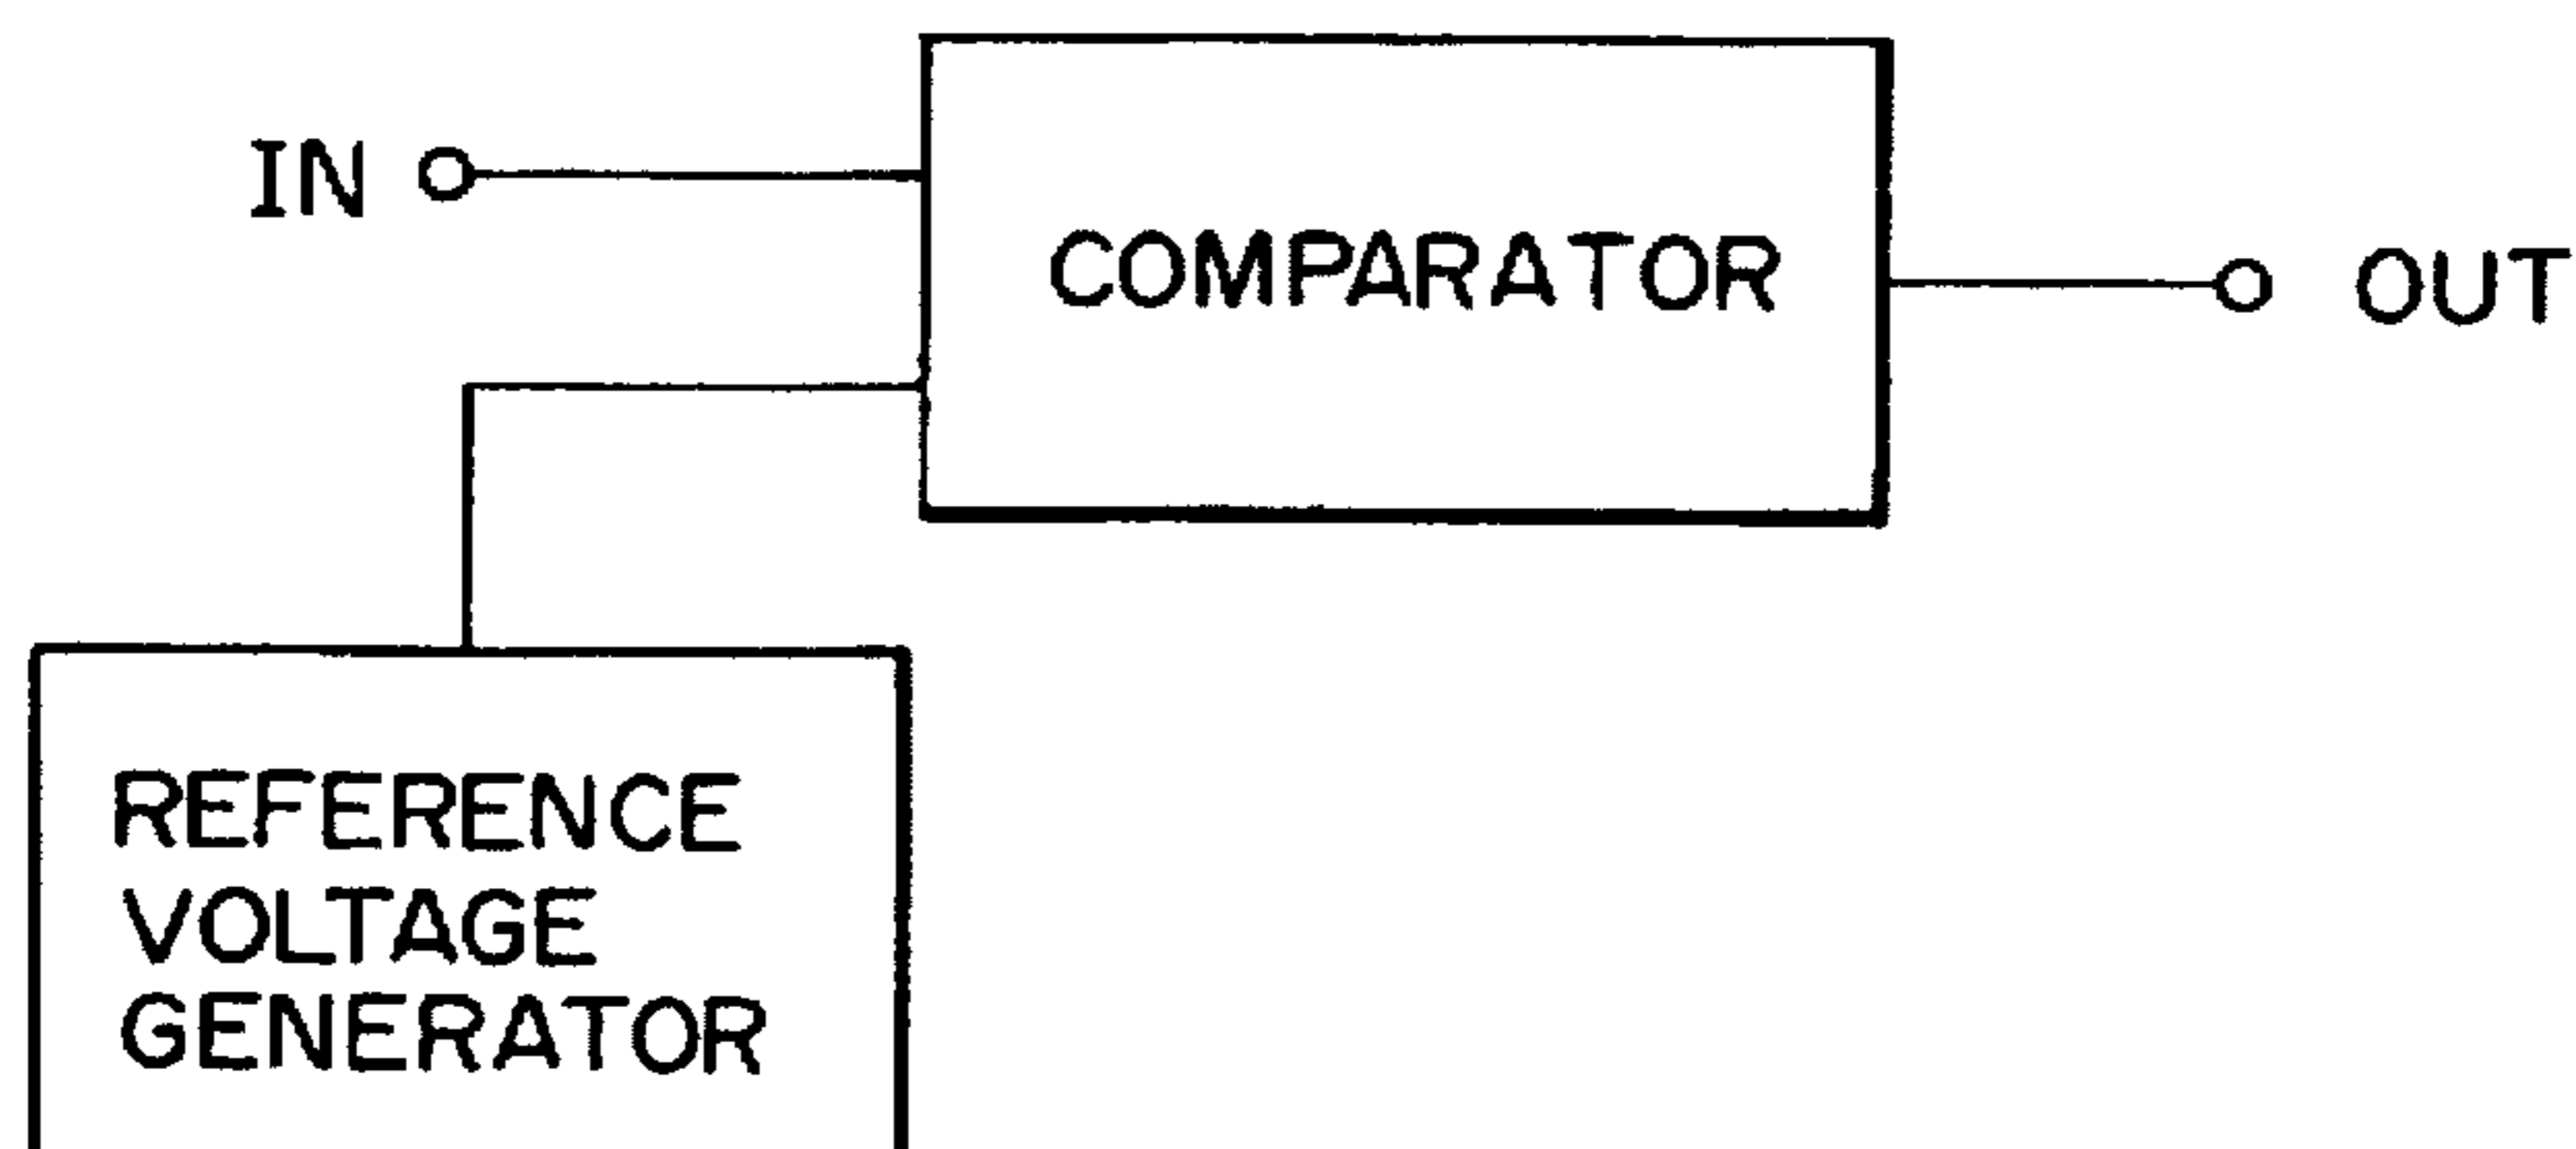 IN
COMPARATOR
OUT
REFERENCE
VOLTAGE
GENERATOR